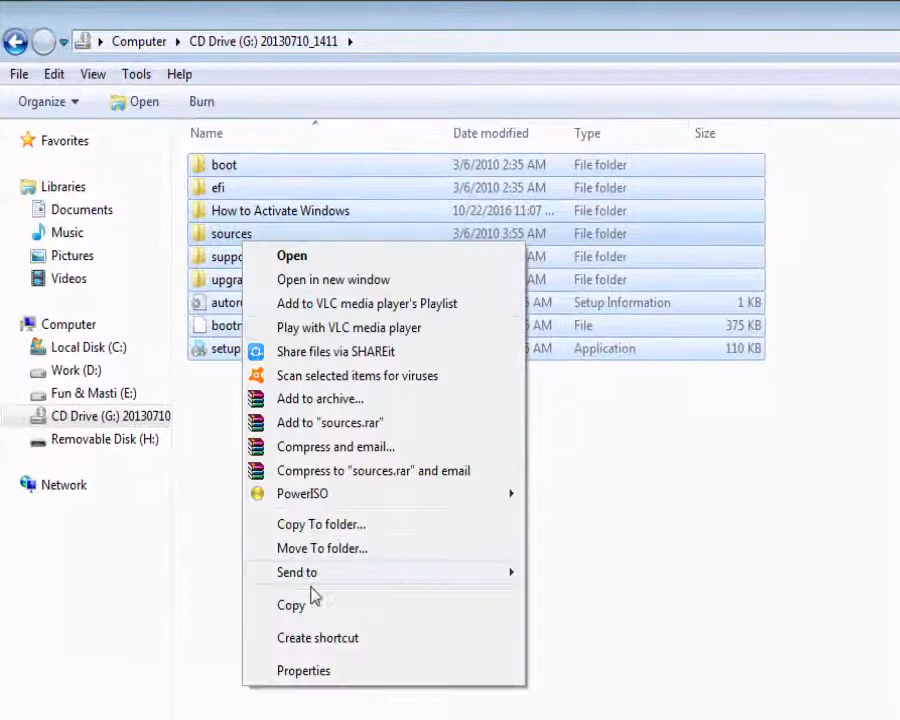 Computer CD Drive (G:) 20130710_1411
File Edit View Tools Help
Organize Open Burn
Name Date modified Type Size
Favorites
Libraries
Documents
Music
Pictures
Videos
Computer
Local Disk (C:)
Work (D:)
Fun & Masti (E:)
CD Drive (G:) 20130710
Removable Disk (H:)
Network
boot 3/6/2010 2:35 AM File folder
efi 3/6/2010 2:35 AM File folder
How to Activate Windows 10/22/2016 11:07 ... File folder
sources 3/6/2010 3:55 AM File folder
suppo File folder
upgra File folder
autor AM Setup Information 1 KB
bootr AM File 375 KB
setup AM Application 110 KB
Open
Open in new window
Add to VLC media player's Playlist
Play with VLC media player
Share files via SHAREit
Scan selected items for viruses
Add to archive...
Add to "sources.rar"
Compress and email...
Compress to "sources.rar" and email
PowerISO
Copy To folder...
Move To folder...
Send to
Copy
Create shortcut
Properties